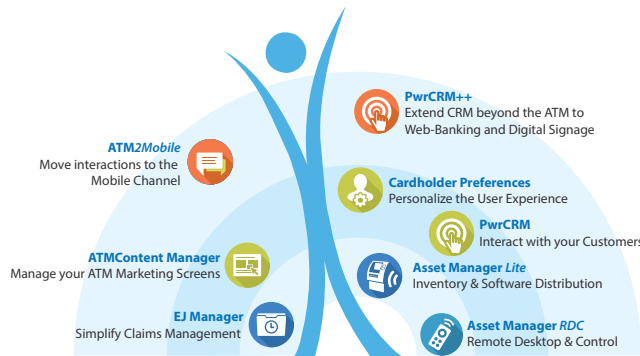 PwrCRM++
Extend CRM beyond the ATM to
Web-Banking and Digital Signage
ATM2Mobile
Move interactions to the
Mobile Channel
Cardholder Preferences
Personalize the User Experience
PwrCRM
Interact with your Customers
ATMContent Manager
Manage your ATM Marketing Screens
Asset Manager Lite
Inventory & Software Distribution
EJ Manager
Simplify Claims Management
Asset Manager RDC
Remote Desktop & Control